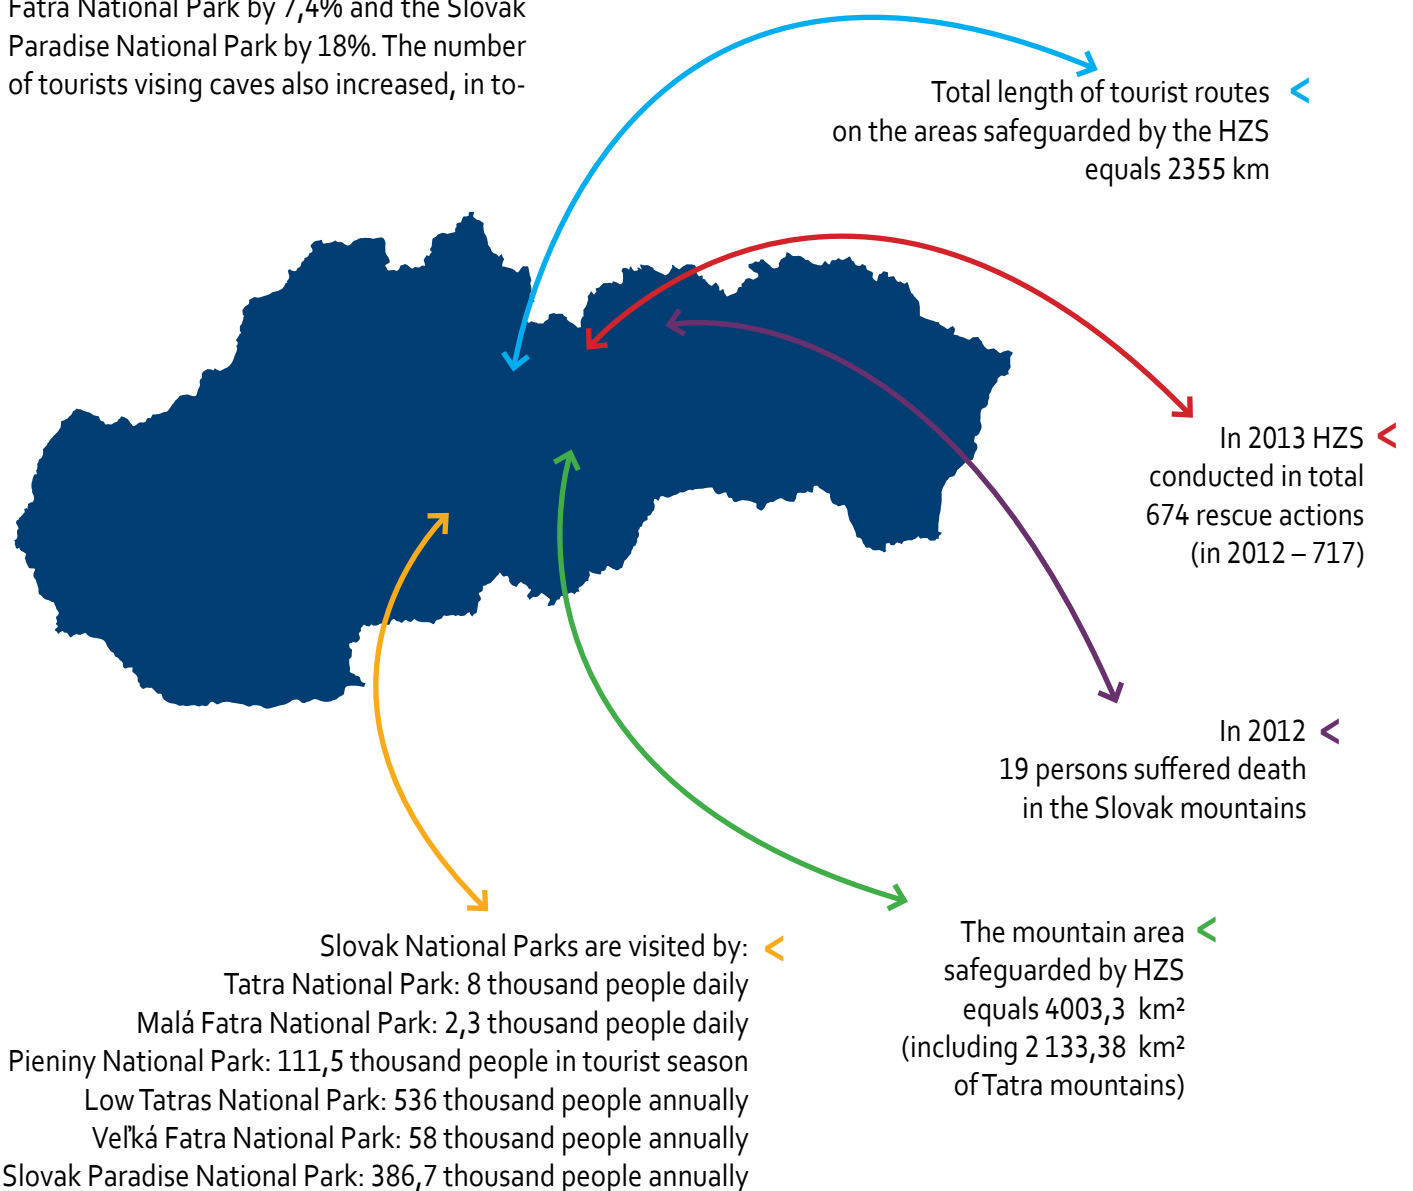 Fatra National Park by 7,4% and the Slovak
Paradise National Park by 18%. The number
of tourists vising caves also increased, in to-
Total length of tourist routes <
on the areas safeguarded by the HZS
equals 2355 km
In 2013 HZS <
conducted in total
674 rescue actions
(in 2012 – 717)
In 2012 <
19 persons suffered death
in the Slovak mountains
The mountain area <
safeguarded by HZS
equals 4003,3 km²
(including 2 133,38 km²
of Tatra mountains)
Slovak National Parks are visited by: <
Tatra National Park: 8 thousand people daily
Malá Fatra National Park: 2,3 thousand people daily
Pieniny National Park: 111,5 thousand people in tourist season
Low Tatras National Park: 536 thousand people annually
Veľká Fatra National Park: 58 thousand people annually
Slovak Paradise National Park: 386,7 thousand people annually